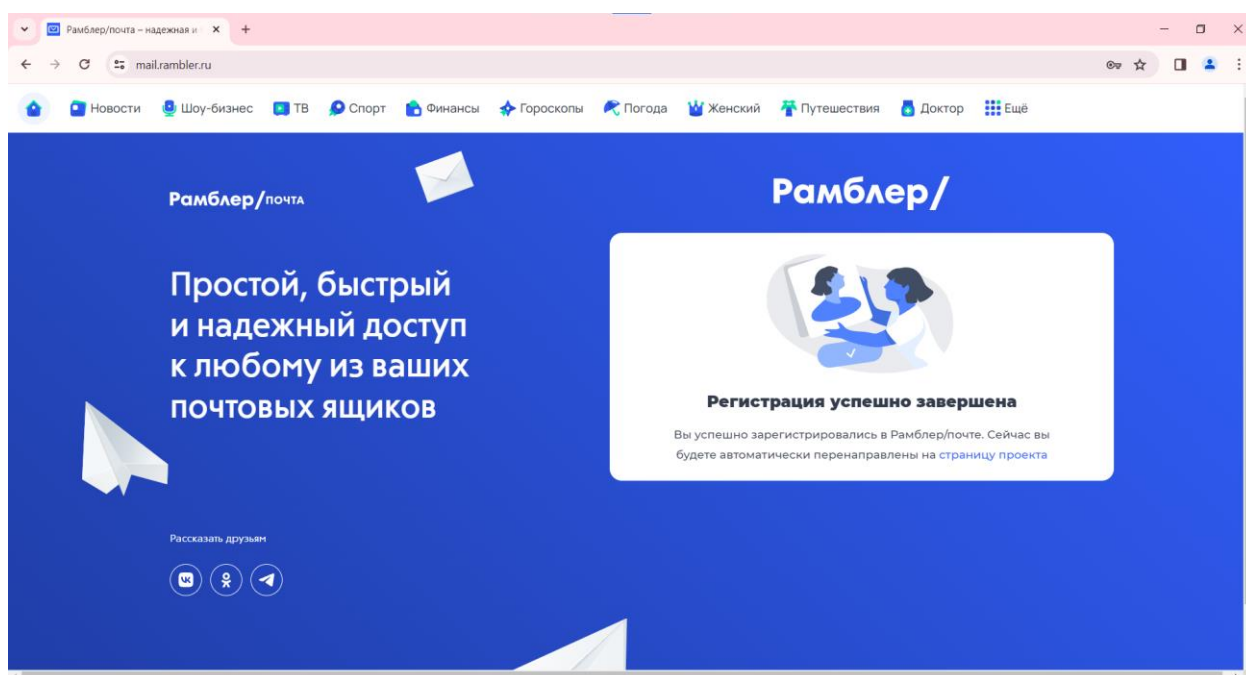 Рамблер/почта – надежная и
mail.rambler.ru
Новости Шоу-бизнес ТВ Спорт Финансы Гороскопы Погода Женский Путешествия Доктор Ещё
Рамблер/почта
Простой, быстрый
и надежный доступ
к любому из ваших
почтовых ящиков
Рассказать друзьям
Рамблер/
Регистрация успешно завершена
Вы успешно зарегистрировались в Рамблер/почте. Сейчас вы
будете автоматически перенаправлены на страницу проекта